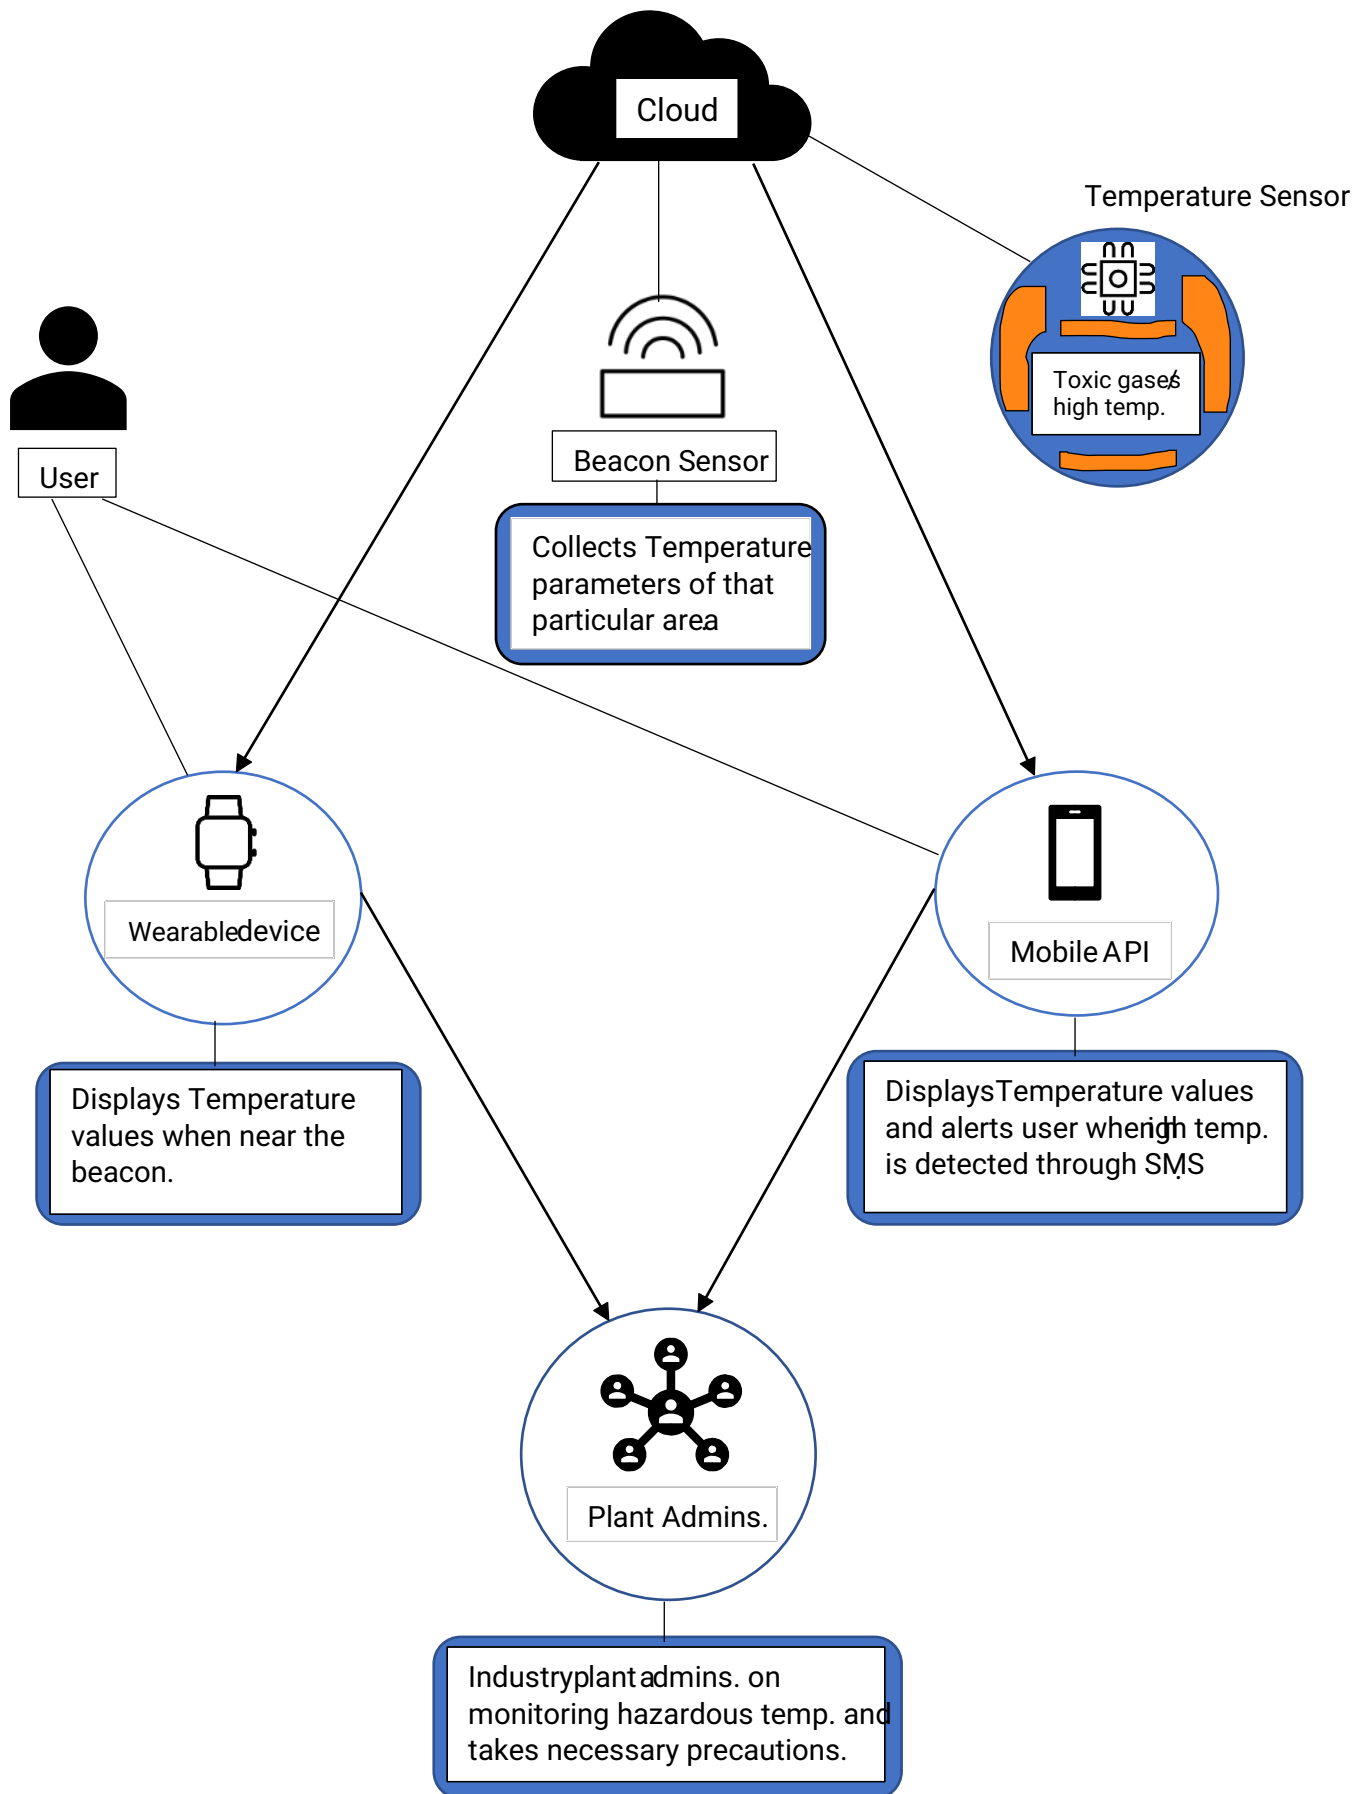 Cloud
Temperature Sensor
Toxic gases/
high temp.
User
Beacon Sensor
Collects Temperature
parameters of that
particular area.
Wearable device
Mobile API
Displays Temperature
values when near the
beacon.
Displays Temperature values
and alerts user when igh temp.
is detected through SMS.
Plant Admins.
Industry plant admins. on
monitoring hazardous temp. and
takes necessary precautions.